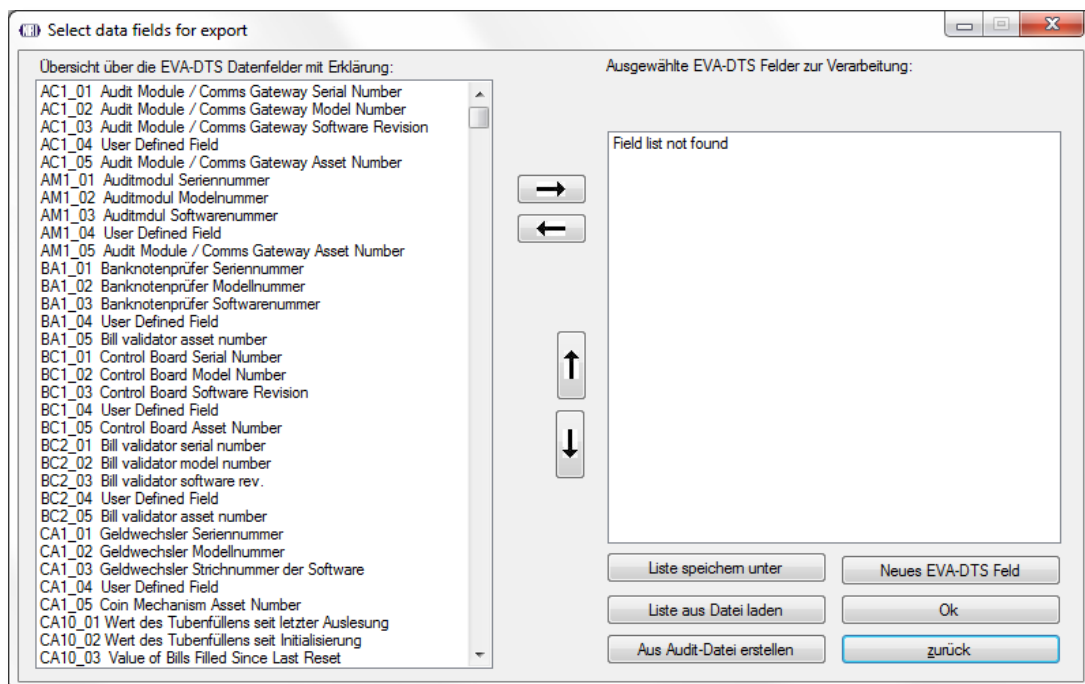 Select data fields for export
Übersicht über die EVA-DTS Datenfelder mit Erklärung:
AC1_01 Audit Module / Comms Gateway Serial Number
AC1_02 Audit Module / Comms Gateway Model Number
AC1_03 Audit Module / Comms Gateway Software Revision
AC1_04 User Defined Field
AC1_05 Audit Module / Comms Gateway Asset Number
AM1_01 Auditmodul Seriennummer
AM1_02 Auditmodul Modelnummer
AM1_03 Auditmdul Softwarenummer
AM1_04 User Defined Field
AM1_05 Audit Module / Comms Gateway Asset Number
BA1_01 Banknotenprüfer Seriennummer
BA1_02 Banknotenprüfer Modellnummer
BA1_03 Banknotenprüfer Softwarenummer
BA1_04 User Defined Field
BA1_05 Bill validator asset number
BC1_01 Control Board Serial Number
BC1_02 Control Board Model Number
BC1_03 Control Board Software Revision
BC1_04 User Defined Field
BC1_05 Control Board Asset Number
BC2_01 Bill validator serial number
BC2_02 Bill validator model number
BC2_03 Bill validator software rev.
BC2_04 User Defined Field
BC2_05 Bill validator asset number
CA1_01 Geldwechsler Seriennummer
CA1_02 Geldwechsler Modellnummer
CA1_03 Geldwechsler Strichnummer der Software
CA1_04 User Defined Field
CA1_05 Coin Mechanism Asset Number
CA10_01 Wert des Tubenfüllens seit letzter Auslesung
CA10_02 Wert des Tubenfüllens seit Initialisierung
CA10_03 Value of Bills Filled Since Last Reset
Ausgewählte EVA-DTS Felder zur Verarbeitung:
Field list not found
Liste speichern unter
Neues EVA-DTS Feld
Liste aus Datei laden
Ok
Aus Audit-Datei erstellen
zurück